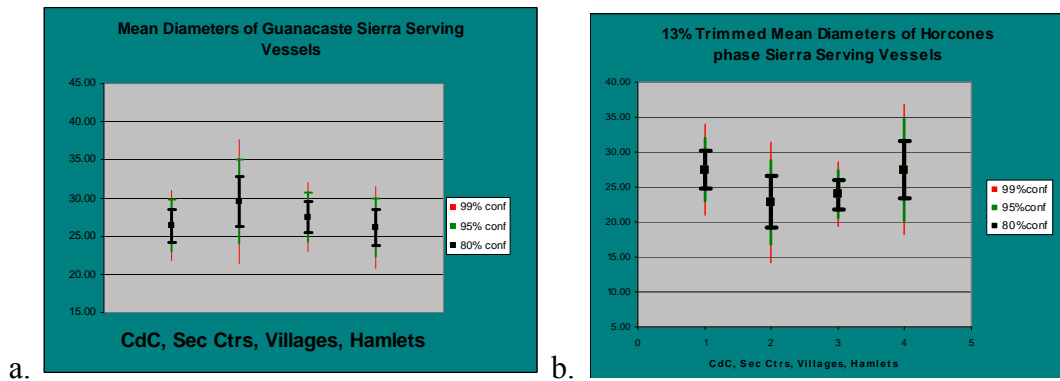 Mean Diameters of Guanacaste Sierra Serving
Vessels
45.00
40.00
35.00
30.00
25.00
20.00
15.00
99% conf
95% conf
80% conf
CdC, Sec Ctrs, Villages, Hamlets
a.
13% Trimmed Mean Diameters of Horcones
phase Sierra Serving Vessels
40.00
35.00
30.00
25.00
20.00
15.00
10.00
5.00
0 1 2 3 4 5
99%conf
95%conf
80%conf
CdC, Sec Ctrs, Villages, Hamlets
b.